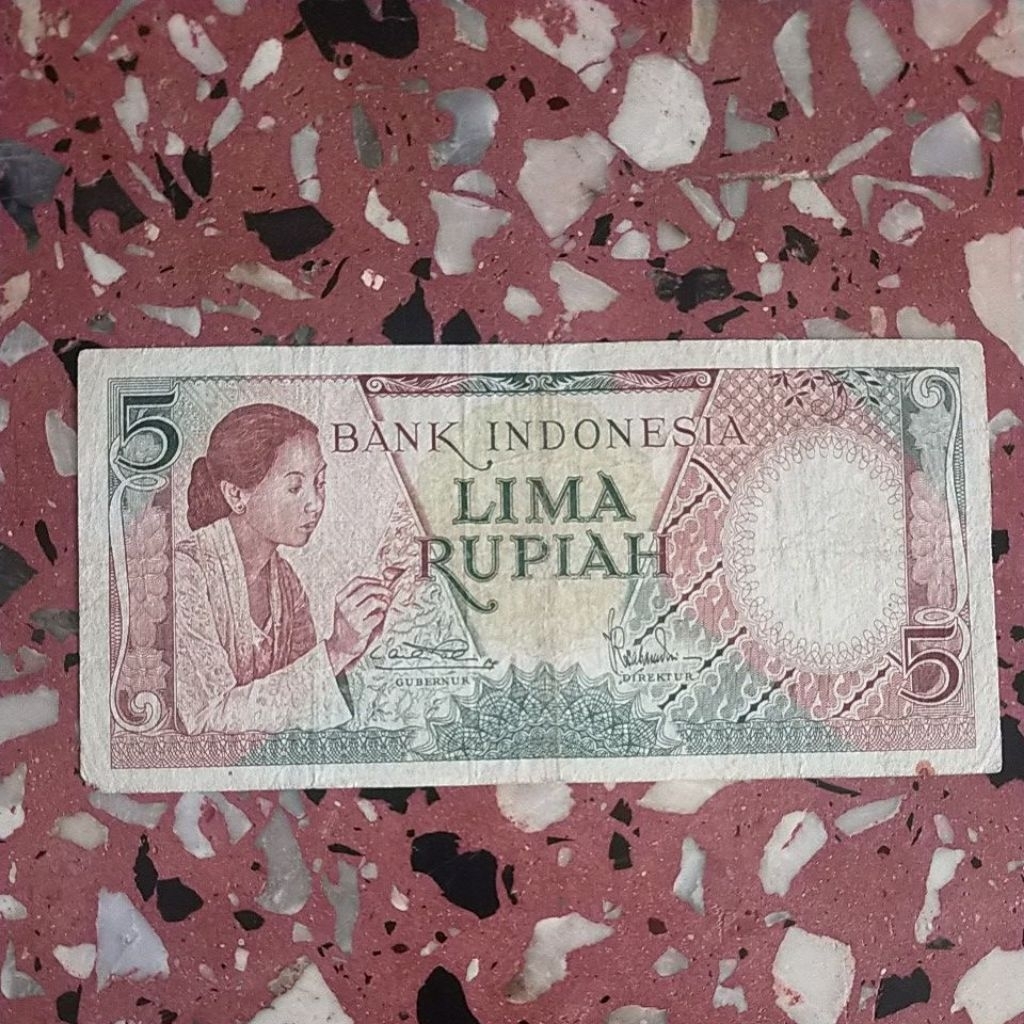 5
BANK INDONESIA
LIMA
RUPIAH
GUBERNUR
DIREKTUR
5